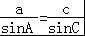 a/sinA = c/sinC